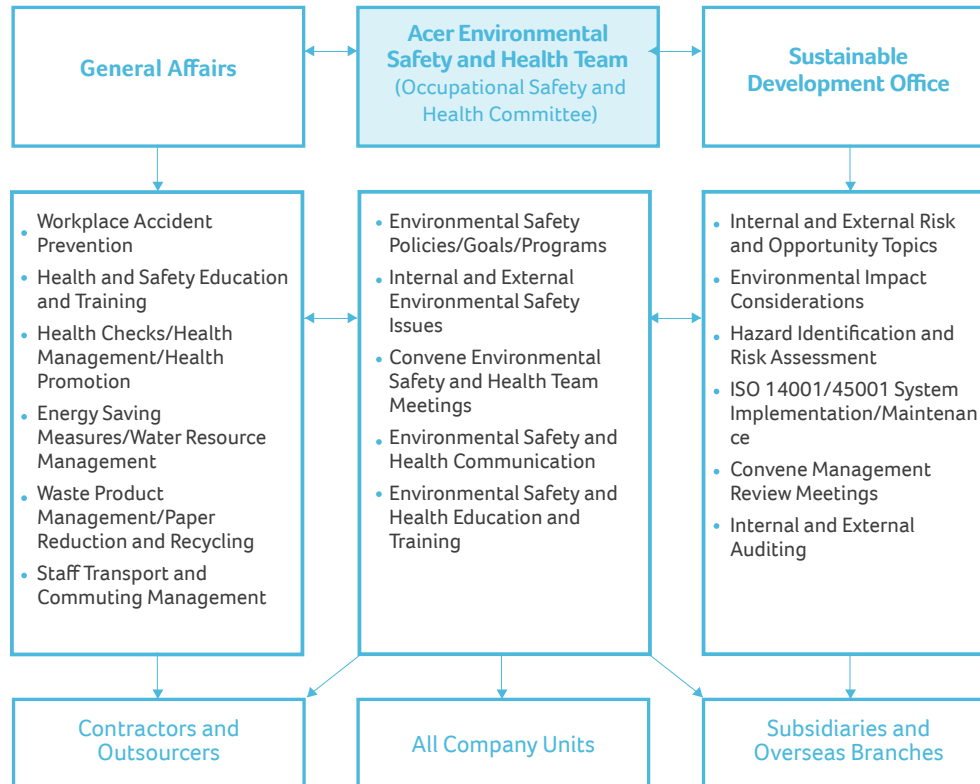 General Affairs
Acer Environmental
Safety and Health Team
(Occupational Safety and
Health Committee)
Sustainable
Development Office
• Workplace Accident
Prevention
• Health and Safety Education
and Training
• Health Checks/Health
Management/Health
Promotion
• Energy Saving
Measures/Water Resource
Management
• Waste Product
Management/Paper
Reduction and Recycling
• Staff Transport and
Commuting Management
• Environmental Safety
Policies/Goals/Programs
• Internal and External
Environmental Safety
Issues
• Convene Environmental
Safety and Health Team
Meetings
• Environmental Safety and
Health Communication
• Environmental Safety and
Health Education and
Training
• Internal and External Risk
and Opportunity Topics
• Environmental Impact
Considerations
• Hazard Identification and
Risk Assessment
• ISO 14001/45001 System
Implementation/Maintenan
ce
• Convene Management
Review Meetings
• Internal and External
Auditing
Contractors and
Outsourcers
All Company Units
Subsidiaries and
Overseas Branches